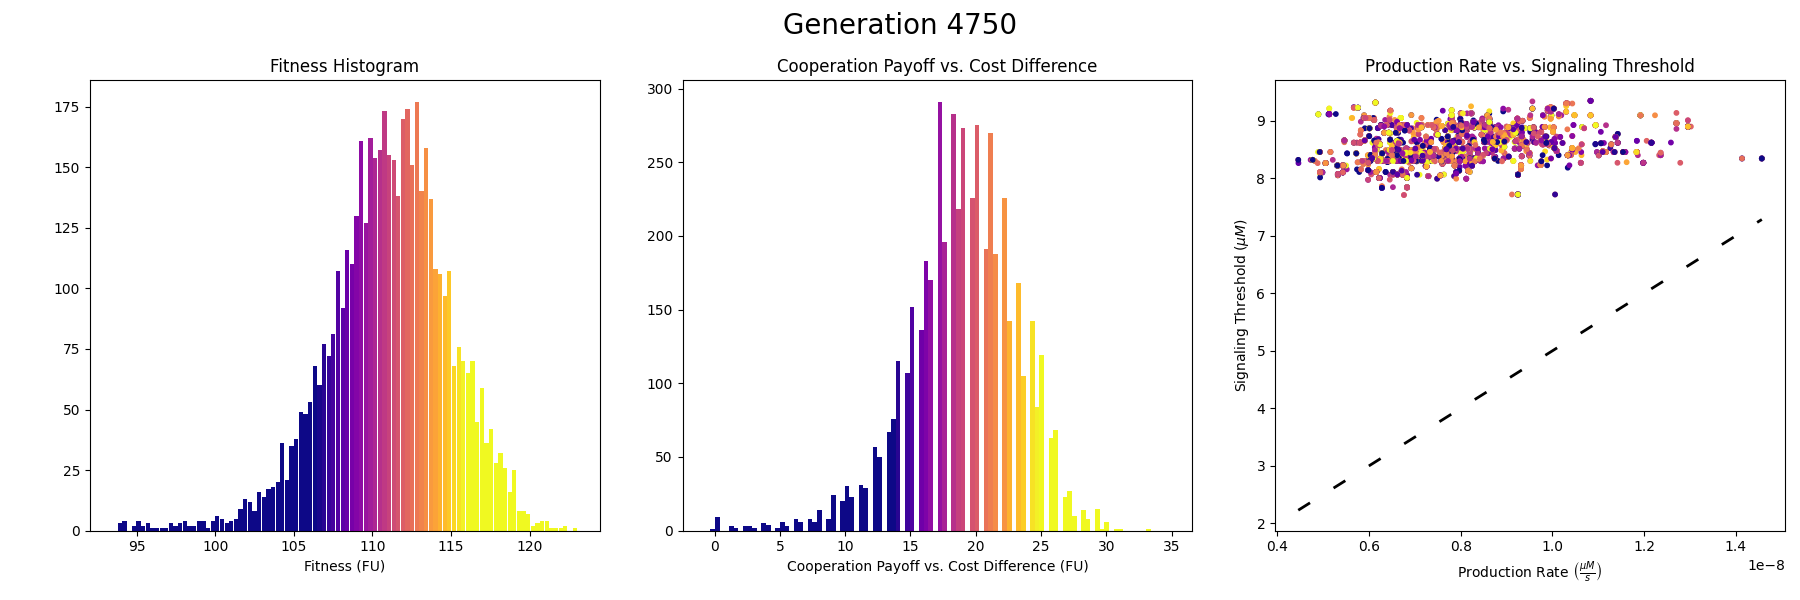 Generation 4750
Fitness Histogram
175
150
125
100
75
50
25
0
95 100 105 110 115 120
Fitness (FU)
Cooperation Payoff vs. Cost Difference
300
250
200
150
100
50
0
0 5 10 15 20 25 30 35
Cooperation Payoff vs. Cost Difference (FU)
Production Rate vs. Signaling Threshold
Signaling Threshold (μM)
9
8
7
6
5
4
3
2
0.4 0.6 0.8 1.0 1.2 1.4
1e−8
Production Rate (μM/s)